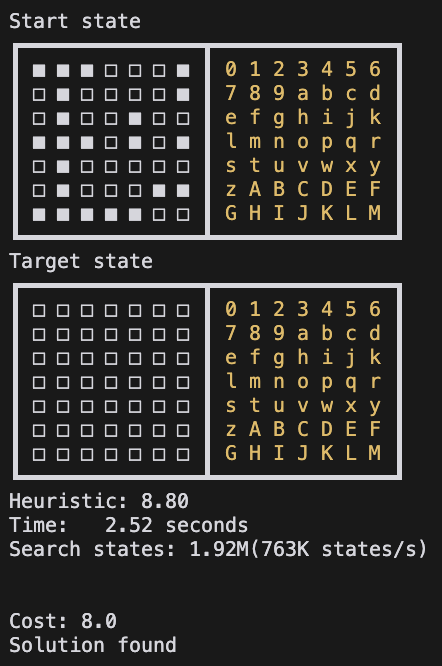 Start state
■ ■ ■ □ □ □ ■ 0 1 2 3 4 5 6
□ ■ □ □ □ □ ■ 7 8 9 a b c d
□ ■ □ □ ■ □ □ e f g h i j k
■ ■ ■ □ ■ □ ■ l m n o p q r
□ ■ □ □ □ □ □ s t u v w x y
□ ■ □ □ □ ■ ■ z A B C D E F
■ ■ ■ ■ ■ □ □ G H I J K L M
Target state
□ □ □ □ □ □ □ 0 1 2 3 4 5 6
□ □ □ □ □ □ □ 7 8 9 a b c d
□ □ □ □ □ □ □ e f g h i j k
□ □ □ □ □ □ □ l m n o p q r
□ □ □ □ □ □ □ s t u v w x y
□ □ □ □ □ □ □ z A B C D E F
□ □ □ □ □ □ □ G H I J K L M
Heuristic: 8.80
Time: 2.52 seconds
Search states: 1.92M(763K states/s)
Cost: 8.0
Solution found